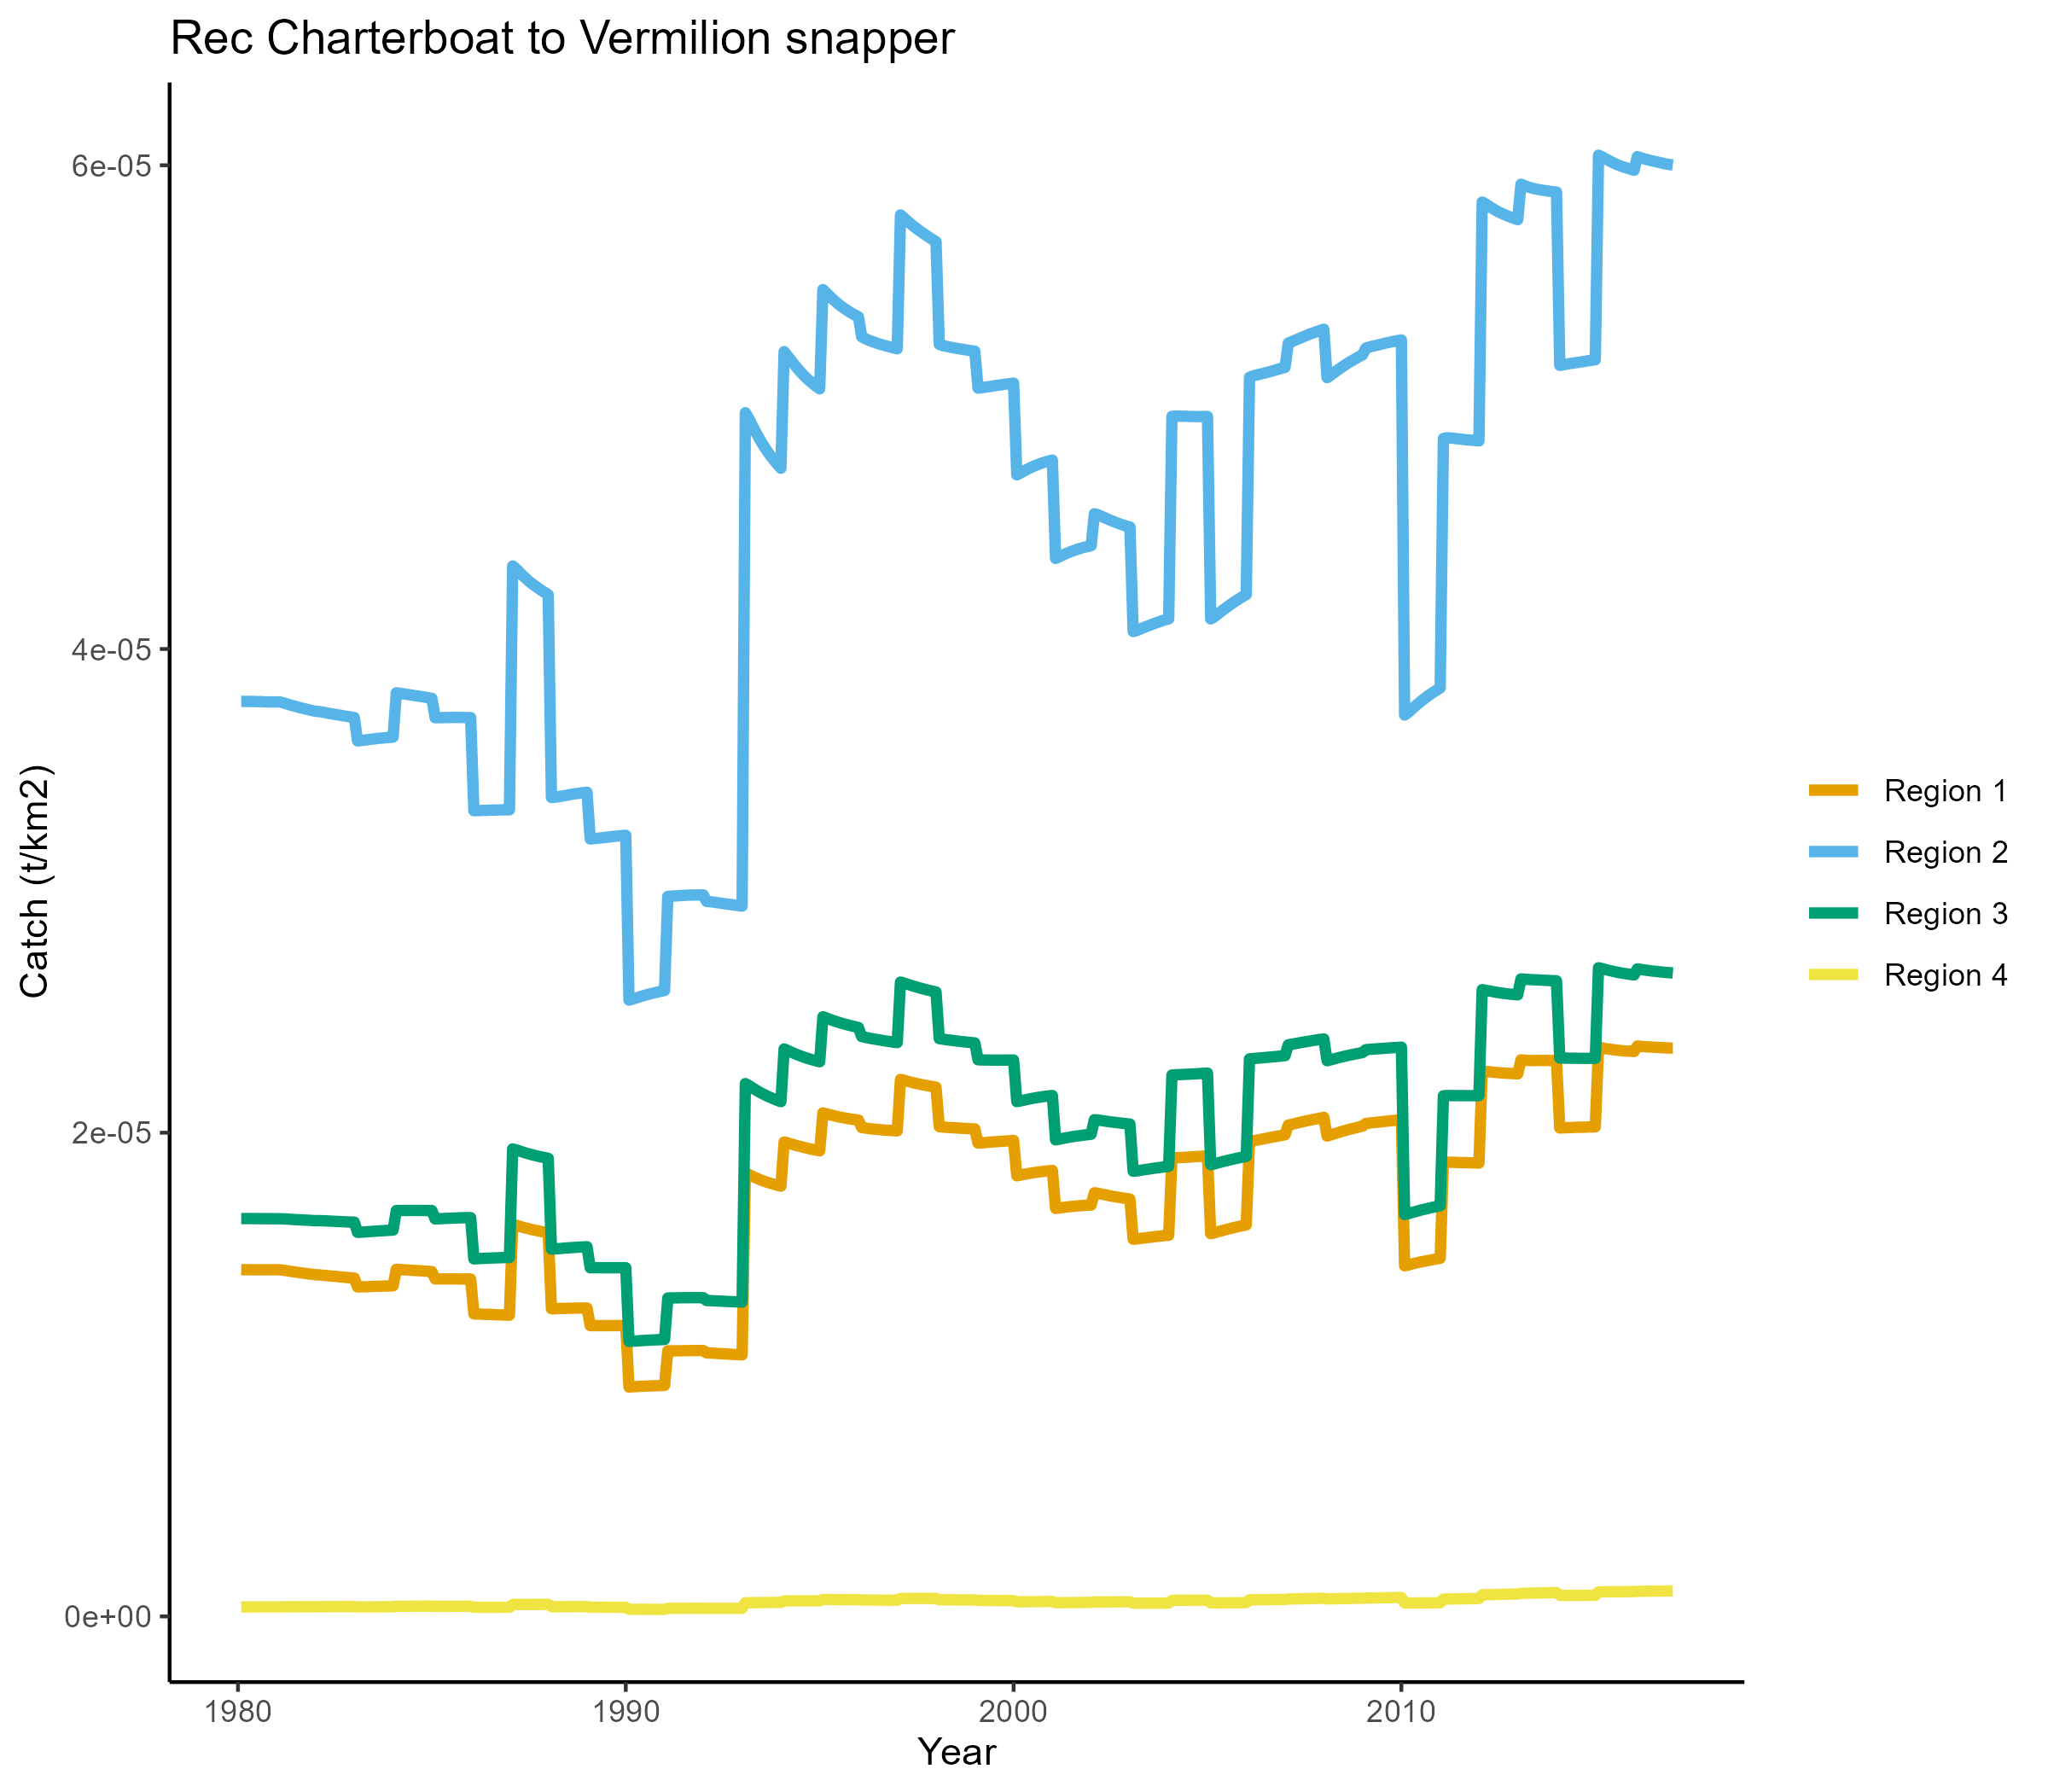 Rec Charterboat to Vermilion snapper
Catch (t/km2)
6e-05
4e-05
2e-05
0e+00
1980
1990
2000
2010
Year
Region 1
Region 2
Region 3
Region 4